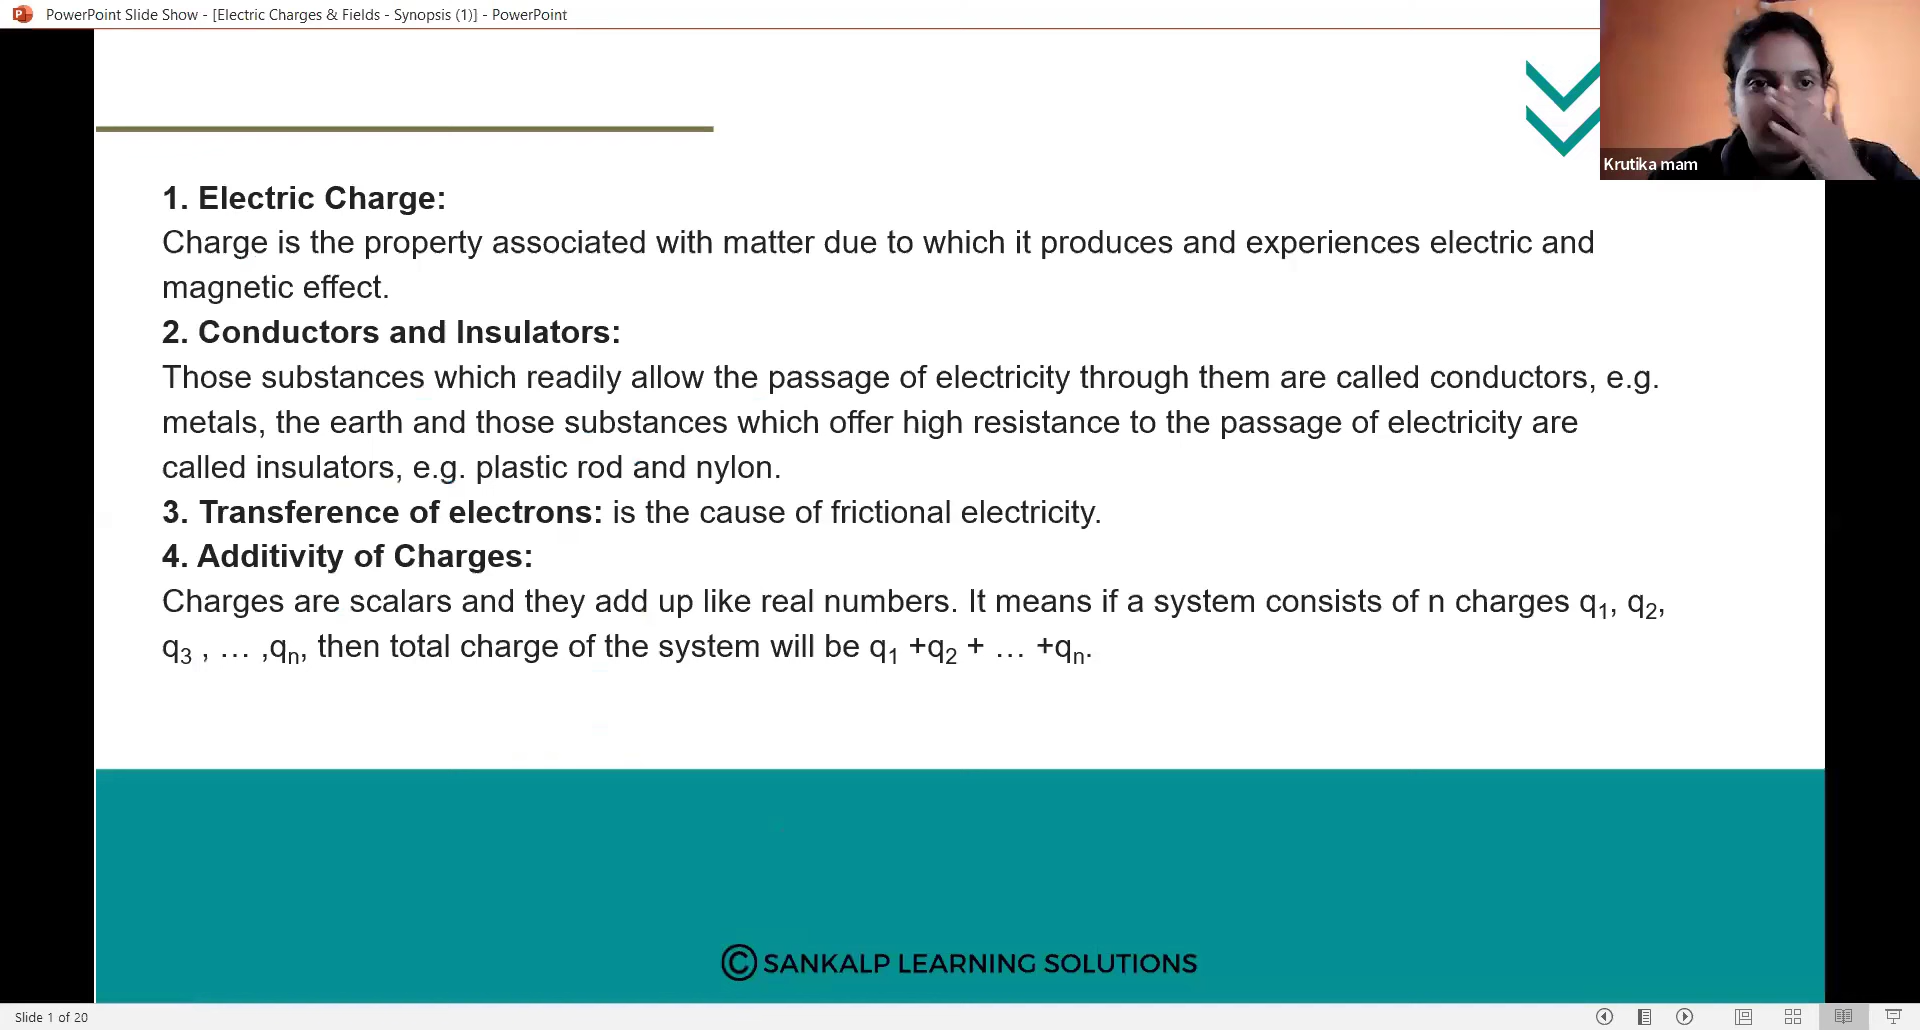 PowerPoint Slide Show - [Electric Charges & Fields - Synopsis (1)] - PowerPoint
Krutika mam
1. Electric Charge:
Charge is the property associated with matter due to which it produces and experiences electric and
magnetic effect.
2. Conductors and Insulators:
Those substances which readily allow the passage of electricity through them are called conductors, e.g.
metals, the earth and those substances which offer high resistance to the passage of electricity are
called insulators, e.g. plastic rod and nylon.
3. Transference of electrons: is the cause of frictional electricity.
4. Additivity of Charges:
Charges are scalars and they add up like real numbers. It means if a system consists of n charges q₁, q₂,
q₃ , … ,qₙ, then total charge of the system will be q₁ +q₂ + … +qₙ.
© SANKALP LEARNING SOLUTIONS
Slide 1 of 20